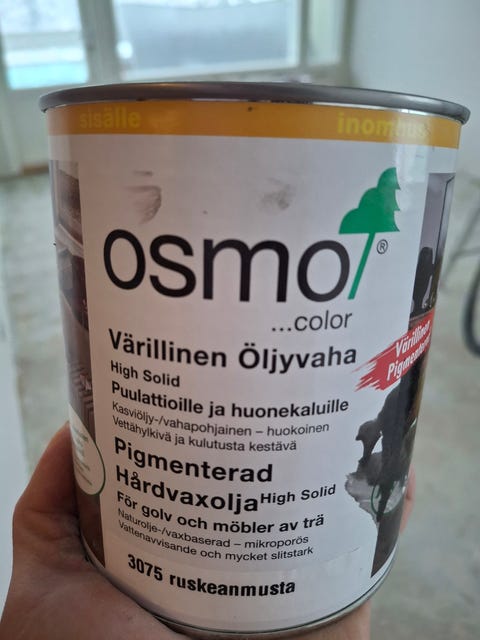 sisälle
inomhus
osmo®
...color
Värillinen Öljyvaha
High Solid
Puulattioille ja huonekaluille
Kasviöljy-/vahapohjainen – huokoinen
Vettähylkivä ja kulutusta kestävä
Värillinen
Pigmenterad
Hårdvaxolja High Solid
För golv och möbler av trä
Naturolje-/vaxbaserad – mikroporös
Vattenavvisande och mycket slitstark
3075 ruskeanmusta